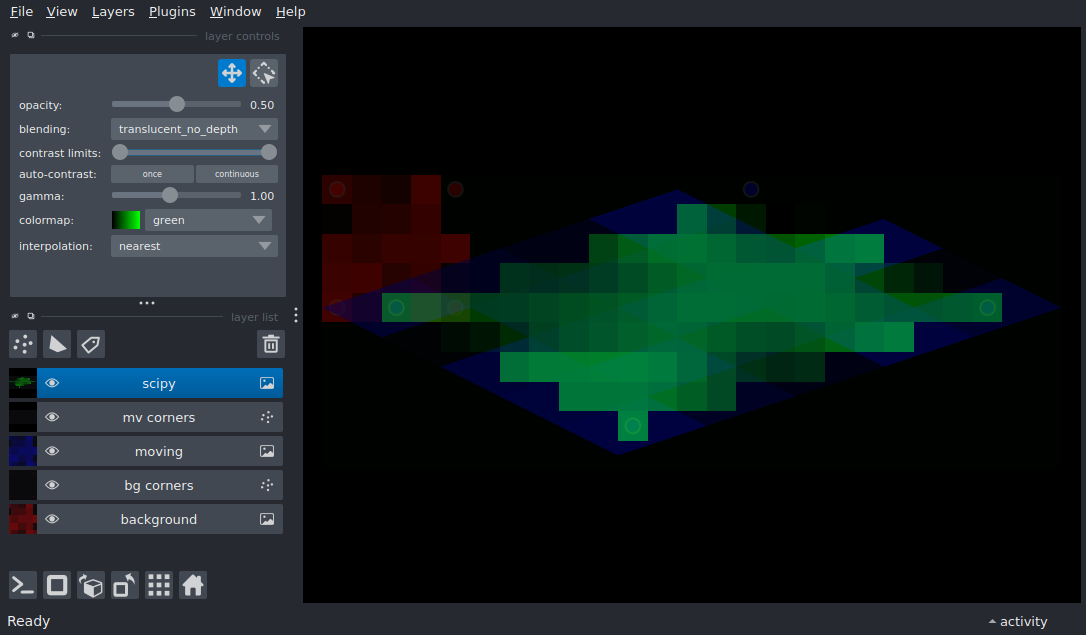 File View Layers Plugins Window Help
layer controls
opacity: 0.50
blending: translucent_no_depth
contrast limits:
auto-contrast: once continuous
gamma: 1.00
colormap: green
interpolation: nearest
layer list
scipy
mv corners
moving
bg corners
background
Ready activity